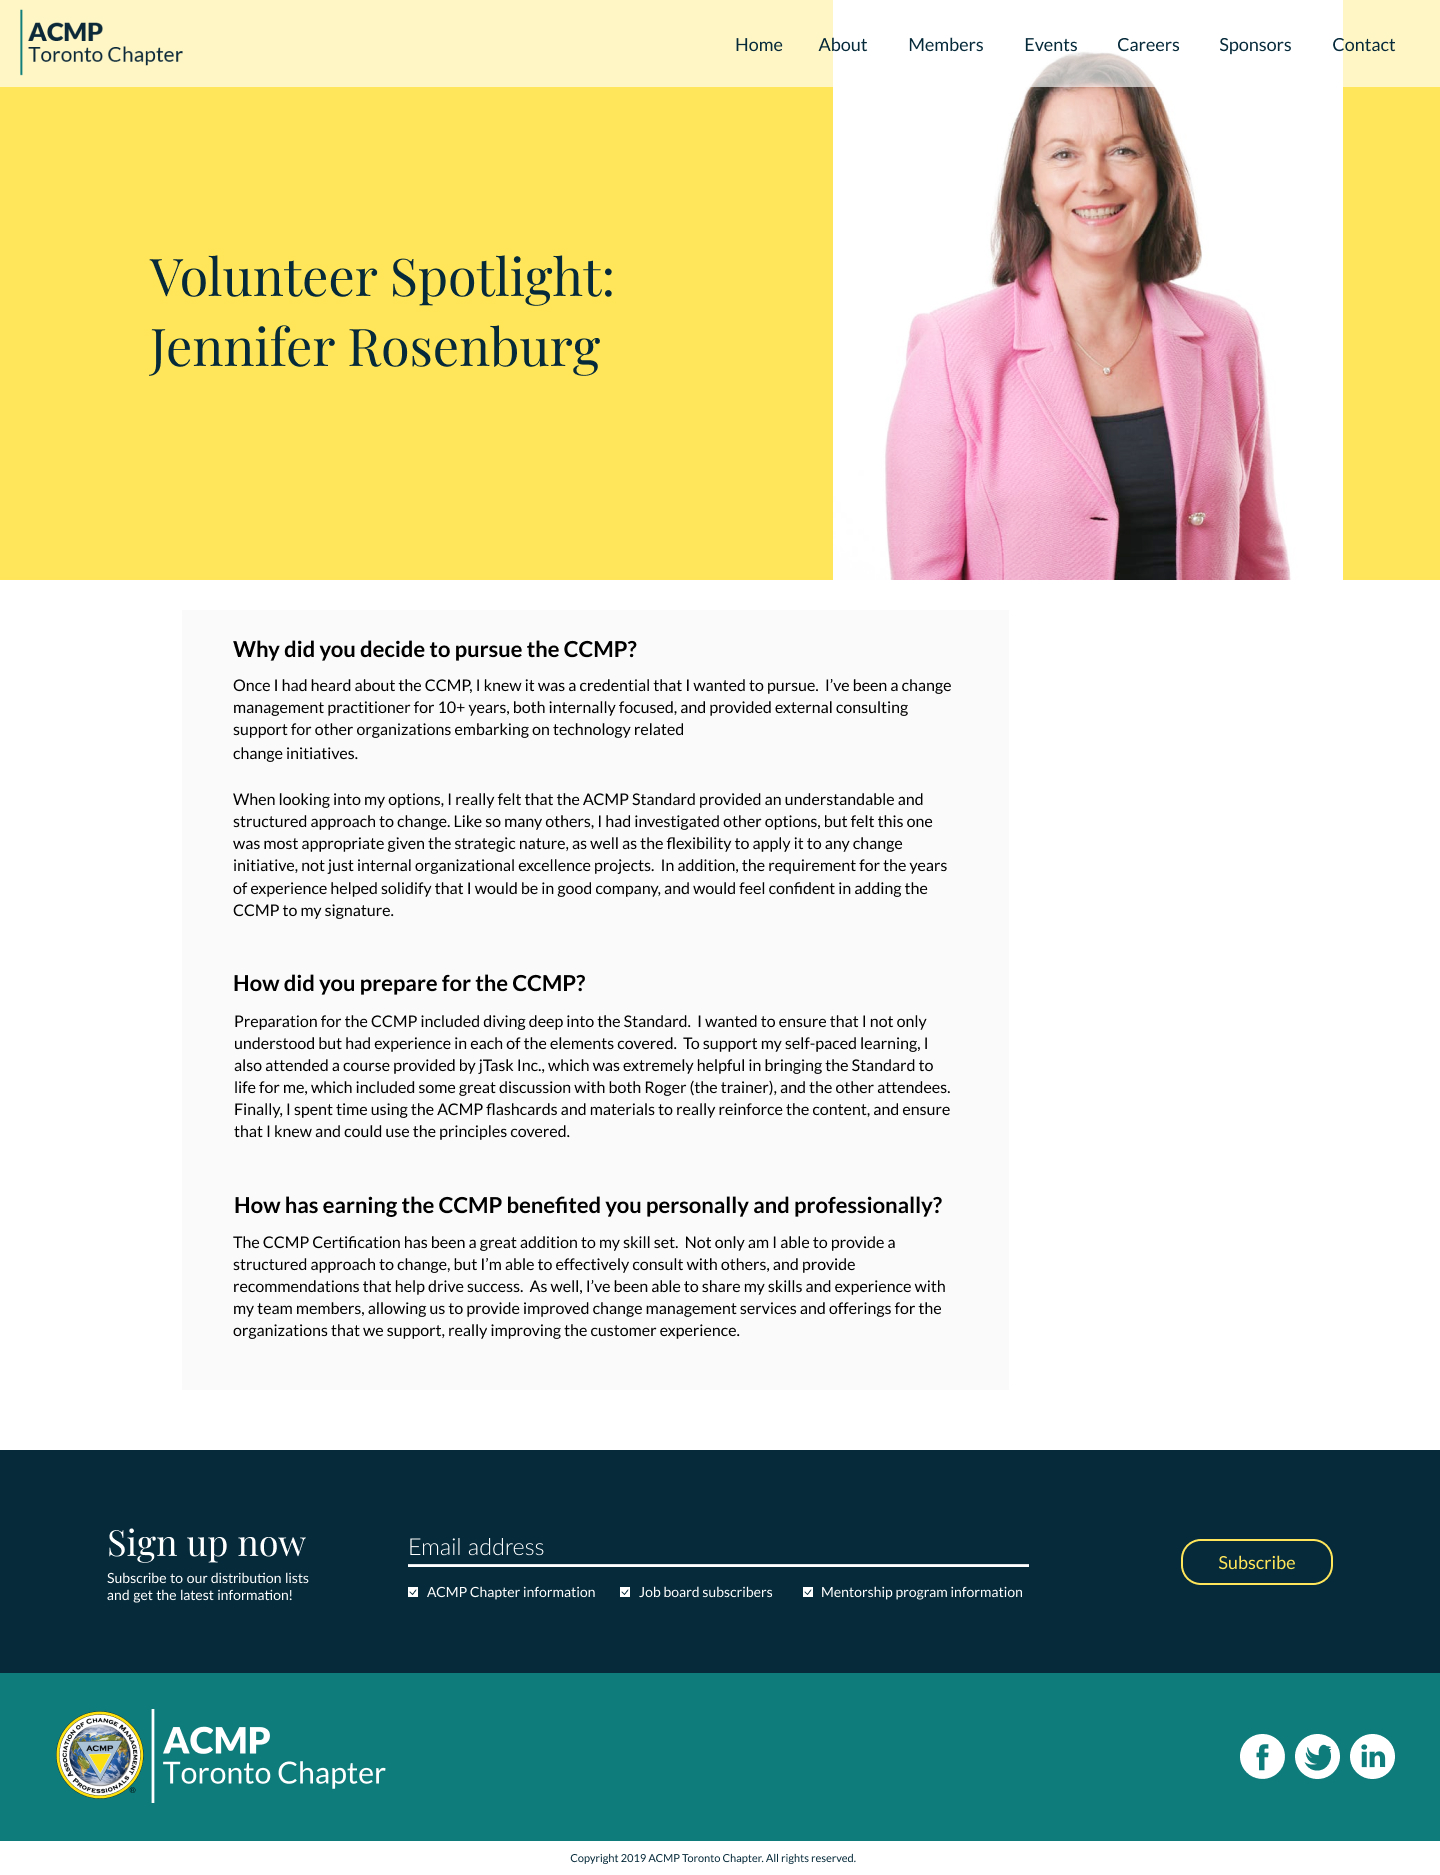 ACMP
Toronto Chapter
Home About Members Events Careers Sponsors Contact
Volunteer Spotlight:
Jennifer Rosenburg
Why did you decide to pursue the CCMP?
Once I had heard about the CCMP, I knew it was a credential that I wanted to pursue.  I’ve been a change
management practitioner for 10+ years, both internally focused, and provided external consulting
support for other organizations embarking on technology related
change initiatives.
When looking into my options, I really felt that the ACMP Standard provided an understandable and
structured approach to change. Like so many others, I had investigated other options, but felt this one
was most appropriate given the strategic nature, as well as the flexibility to apply it to any change
initiative, not just internal organizational excellence projects.  In addition, the requirement for the years
of experience helped solidify that I would be in good company, and would feel confident in adding the
CCMP to my signature.
How did you prepare for the CCMP?
Preparation for the CCMP included diving deep into the Standard.  I wanted to ensure that I not only
understood but had experience in each of the elements covered.  To support my self-paced learning, I
also attended a course provided by jTask Inc., which was extremely helpful in bringing the Standard to
life for me, which included some great discussion with both Roger (the trainer), and the other attendees.
Finally, I spent time using the ACMP flashcards and materials to really reinforce the content, and ensure
that I knew and could use the principles covered.
How has earning the CCMP benefited you personally and professionally?
The CCMP Certification has been a great addition to my skill set.  Not only am I able to provide a
structured approach to change, but I’m able to effectively consult with others, and provide
recommendations that help drive success.  As well, I’ve been able to share my skills and experience with
my team members, allowing us to provide improved change management services and offerings for the
organizations that we support, really improving the customer experience.
Sign up now
Subscribe to our distribution lists
and get the latest information!
Email address
ACMP Chapter information
Job board subscribers
Mentorship program information
Subscribe
ASSOCIATION OF CHANGE MANAGEMENT PROFESSIONALS
ACMP
®
ACMP
Toronto Chapter
f
in
Copyright 2019 ACMP Toronto Chapter. All rights reserved.